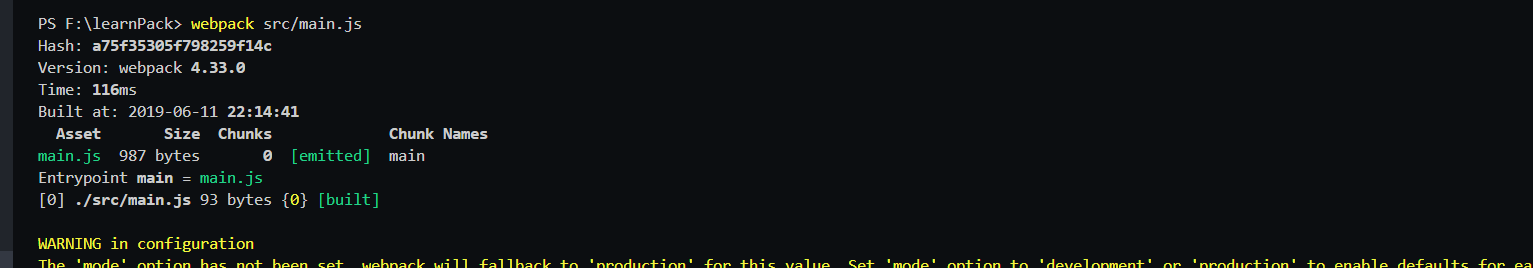 PS F:\learnPack> webpack src/main.js
Hash: a75f35305f798259f14c
Version: webpack 4.33.0
Time: 116ms
Built at: 2019-06-11 22:14:41
Asset Size Chunks Chunk Names
main.js 987 bytes 0 [emitted] main
Entrypoint main = main.js
[0] ./src/main.js 93 bytes {0} [built]
WARNING in configuration
The 'mode' option has not been set, webpack will fallback to 'production' for this value. Set 'mode' option to 'development' or 'production' to enable defaults for